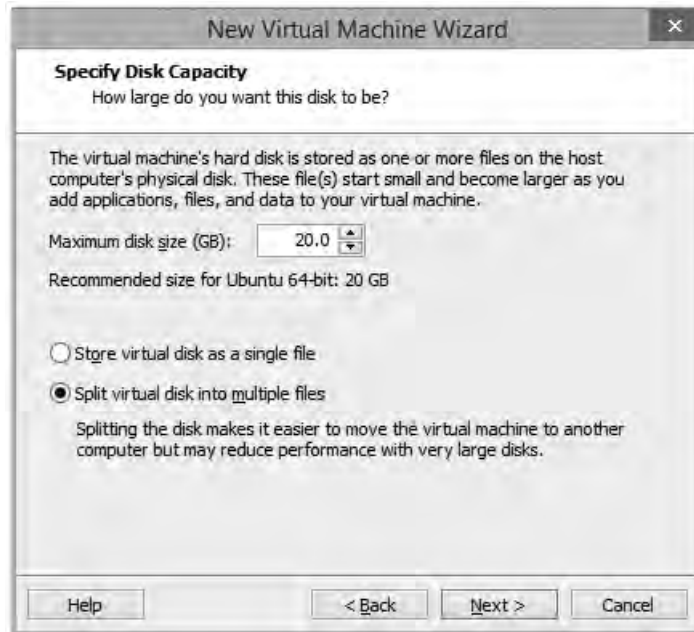 New Virtual Machine Wizard
Specify Disk Capacity
How large do you want this disk to be?
The virtual machine's hard disk is stored as one or more files on the host
computer's physical disk. These file(s) start small and become larger as you
add applications, files, and data to your virtual machine.
Maximum disk size (GB): 20.0
Recommended size for Ubuntu 64-bit: 20 GB
Store virtual disk as a single file
Split virtual disk into multiple files
Splitting the disk makes it easier to move the virtual machine to another
computer but may reduce performance with very large disks.
Help < Back Next > Cancel